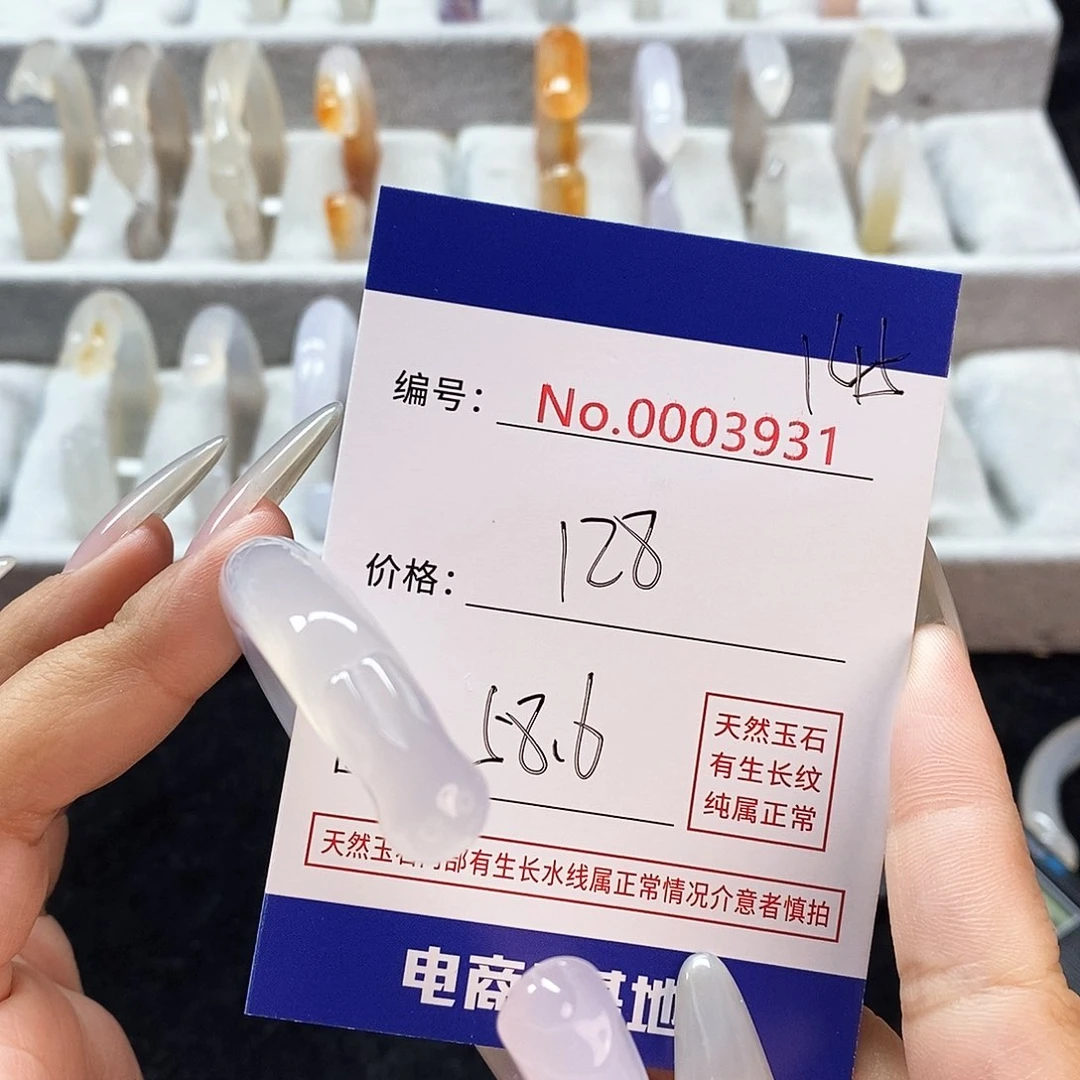 编号： No.0003931
价格： 128
58.6
天然玉石
有生长纹
纯属正常
天然玉石内部有生长水线属正常情况介意者慎拍
电商 基地